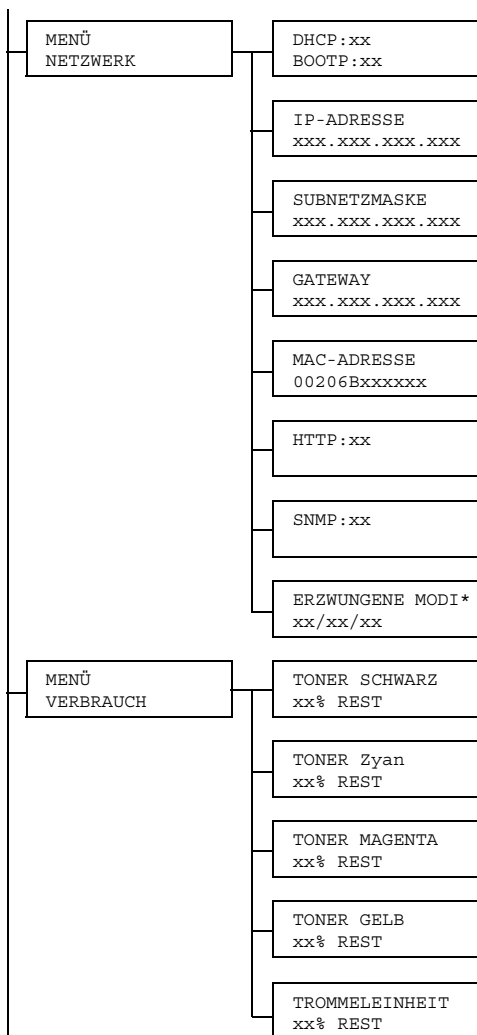 MENÜ
NETZWERK
DHCP:xx
BOOTP:xx
IP-ADRESSE
xxx.xxx.xxx.xxx
SUBNETZMASKE
xxx.xxx.xxx.xxx
GATEWAY
xxx.xxx.xxx.xxx
MAC-ADRESSE
00206Bxxxxxx
HTTP:xx
SNMP:xx
ERZWUNGENE MODI*
xx/xx/xx
MENÜ
VERBRAUCH
TONER SCHWARZ
xx% REST
TONER Zyan
xx% REST
TONER MAGENTA
xx% REST
TONER GELB
xx% REST
TROMMELEINHEIT
xx% REST